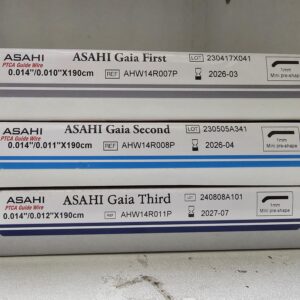 ASAHI
PTCA Guide Wire
0.014"/0.010"X190cm
ASAHI Gaia First
REF AHW14R007P
LOT 230417X041
2026-03
1mm
Mini pre-shape
ASAHI
PTCA Guide Wire
0.014"/0.011"X190cm
ASAHI Gaia Second
REF AHW14R008P
LOT 230505A341
2026-04
1mm
Mini pre-shape
ASAHI
PTCA Guide Wire
0.014"/0.012"X190cm
ASAHI Gaia Third
REF AHW14R011P
LOT 240808A101
2027-07
1mm
Mini pre-shape